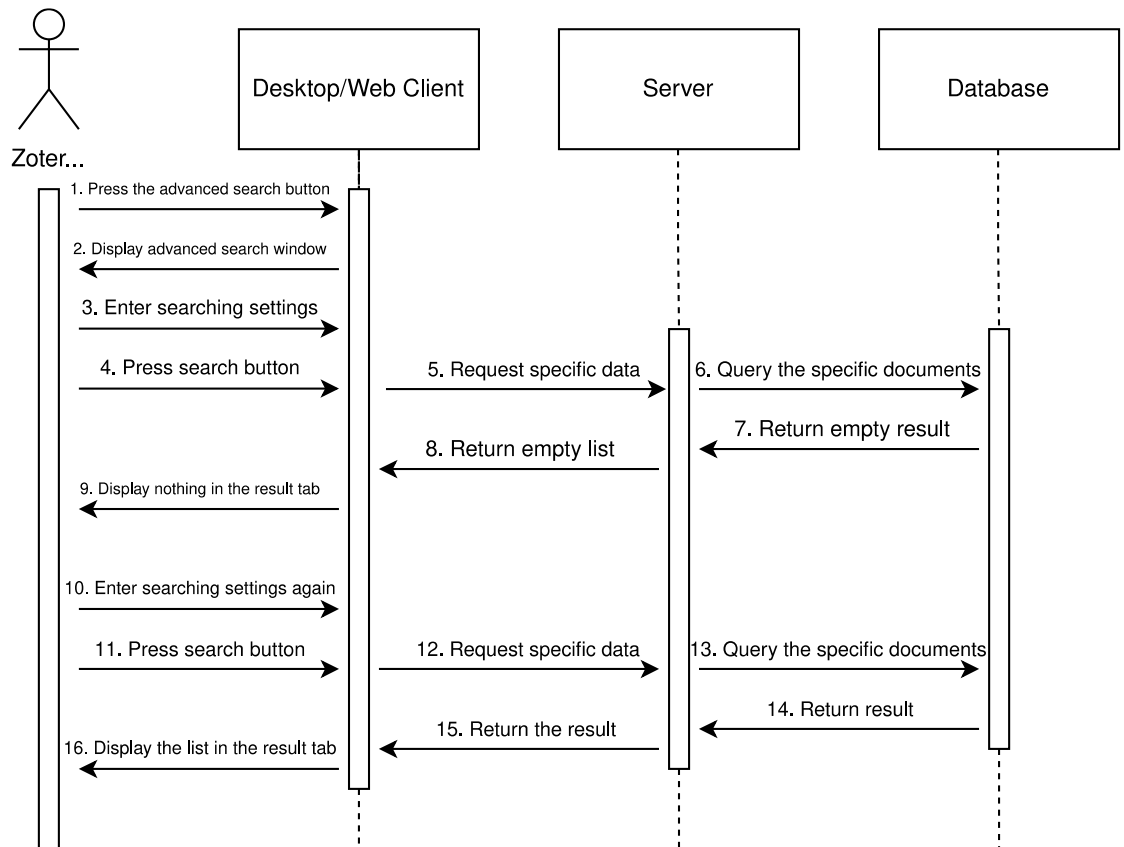 Desktop/Web Client
Server
Database
Zoter...
1. Press the advanced search button
2. Display advanced search window
3. Enter searching settings
4. Press search button
5. Request specific data
6. Query the specific documents
7. Return empty result
8. Return empty list
9. Display nothing in the result tab
10. Enter searching settings again
11. Press search button
12. Request specific data
13. Query the specific documents
14. Return result
15. Return the result
16. Display the list in the result tab